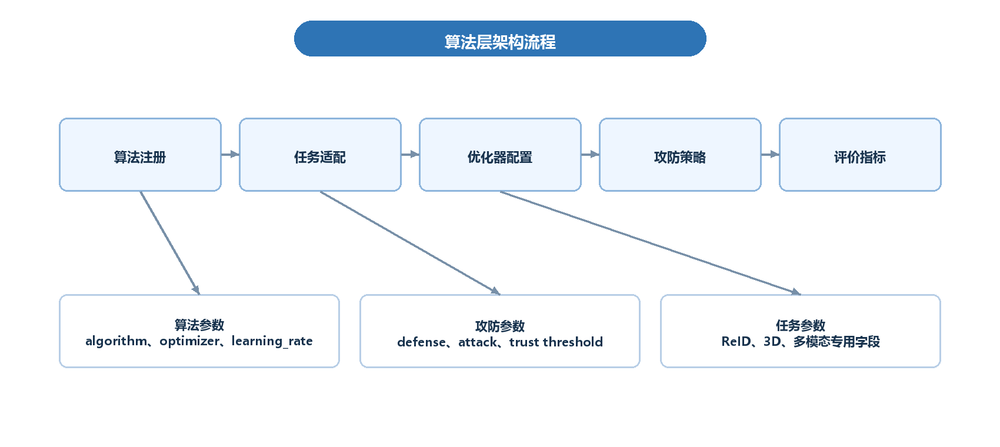 算法层架构流程
算法注册
任务适配
优化器配置
攻防策略
评价指标
算法参数
algorithm、optimizer、learning_rate
攻防参数
defense、attack、trust threshold
任务参数
ReID、3D、多模态专用字段